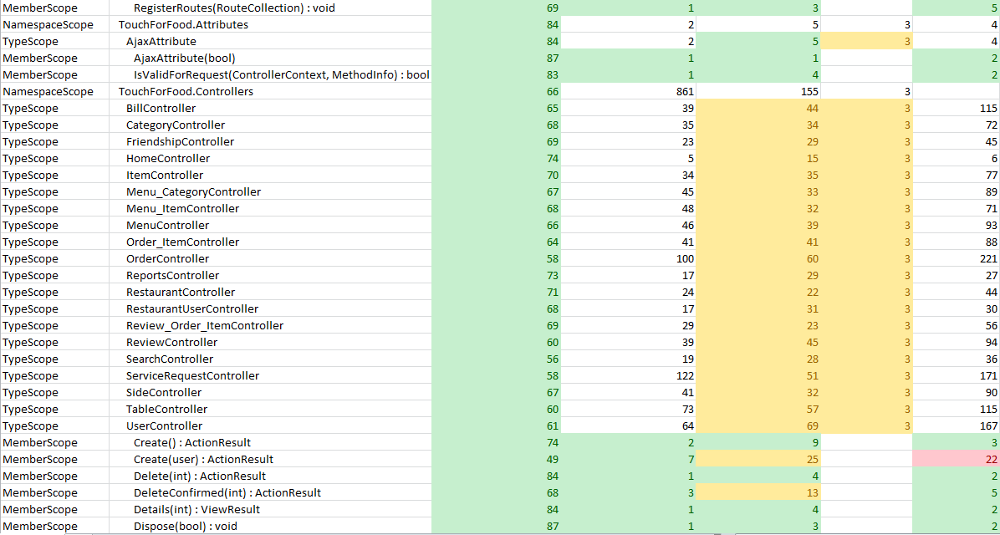 MemberScope RegisterRoutes(RouteCollection) : void 69 1 3 5
NamespaceScope TouchForFood.Attributes 84 2 5 3 4
TypeScope AjaxAttribute 84 2 5 3 4
MemberScope AjaxAttribute(bool) 87 1 1 2
MemberScope IsValidForRequest(ControllerContext, MethodInfo) : bool 83 1 4 2
NamespaceScope TouchForFood.Controllers 66 861 155 3
TypeScope BillController 65 39 44 3 115
TypeScope CategoryController 68 35 34 3 72
TypeScope FriendshipController 69 23 29 3 45
TypeScope HomeController 74 5 15 3 6
TypeScope ItemController 70 34 35 3 77
TypeScope Menu_CategoryController 67 45 33 3 89
TypeScope Menu_ItemController 68 48 32 3 71
TypeScope MenuController 66 46 39 3 93
TypeScope Order_ItemController 64 41 41 3 88
TypeScope OrderController 58 100 60 3 221
TypeScope ReportsController 73 17 29 3 27
TypeScope RestaurantController 71 24 22 3 44
TypeScope RestaurantUserController 68 17 31 3 30
TypeScope Review_Order_ItemController 69 29 23 3 56
TypeScope ReviewController 60 39 45 3 94
TypeScope SearchController 56 19 28 3 36
TypeScope ServiceRequestController 58 122 51 3 171
TypeScope SideController 67 41 32 3 90
TypeScope TableController 60 73 57 3 115
TypeScope UserController 61 64 69 3 167
MemberScope Create() : ActionResult 74 2 9 3
MemberScope Create(user) : ActionResult 49 7 25 22
MemberScope Delete(int) : ActionResult 84 1 4 2
MemberScope DeleteConfirmed(int) : ActionResult 68 3 13 5
MemberScope Details(int) : ViewResult 84 1 4 2
MemberScope Dispose(bool) : void 87 1 3 2